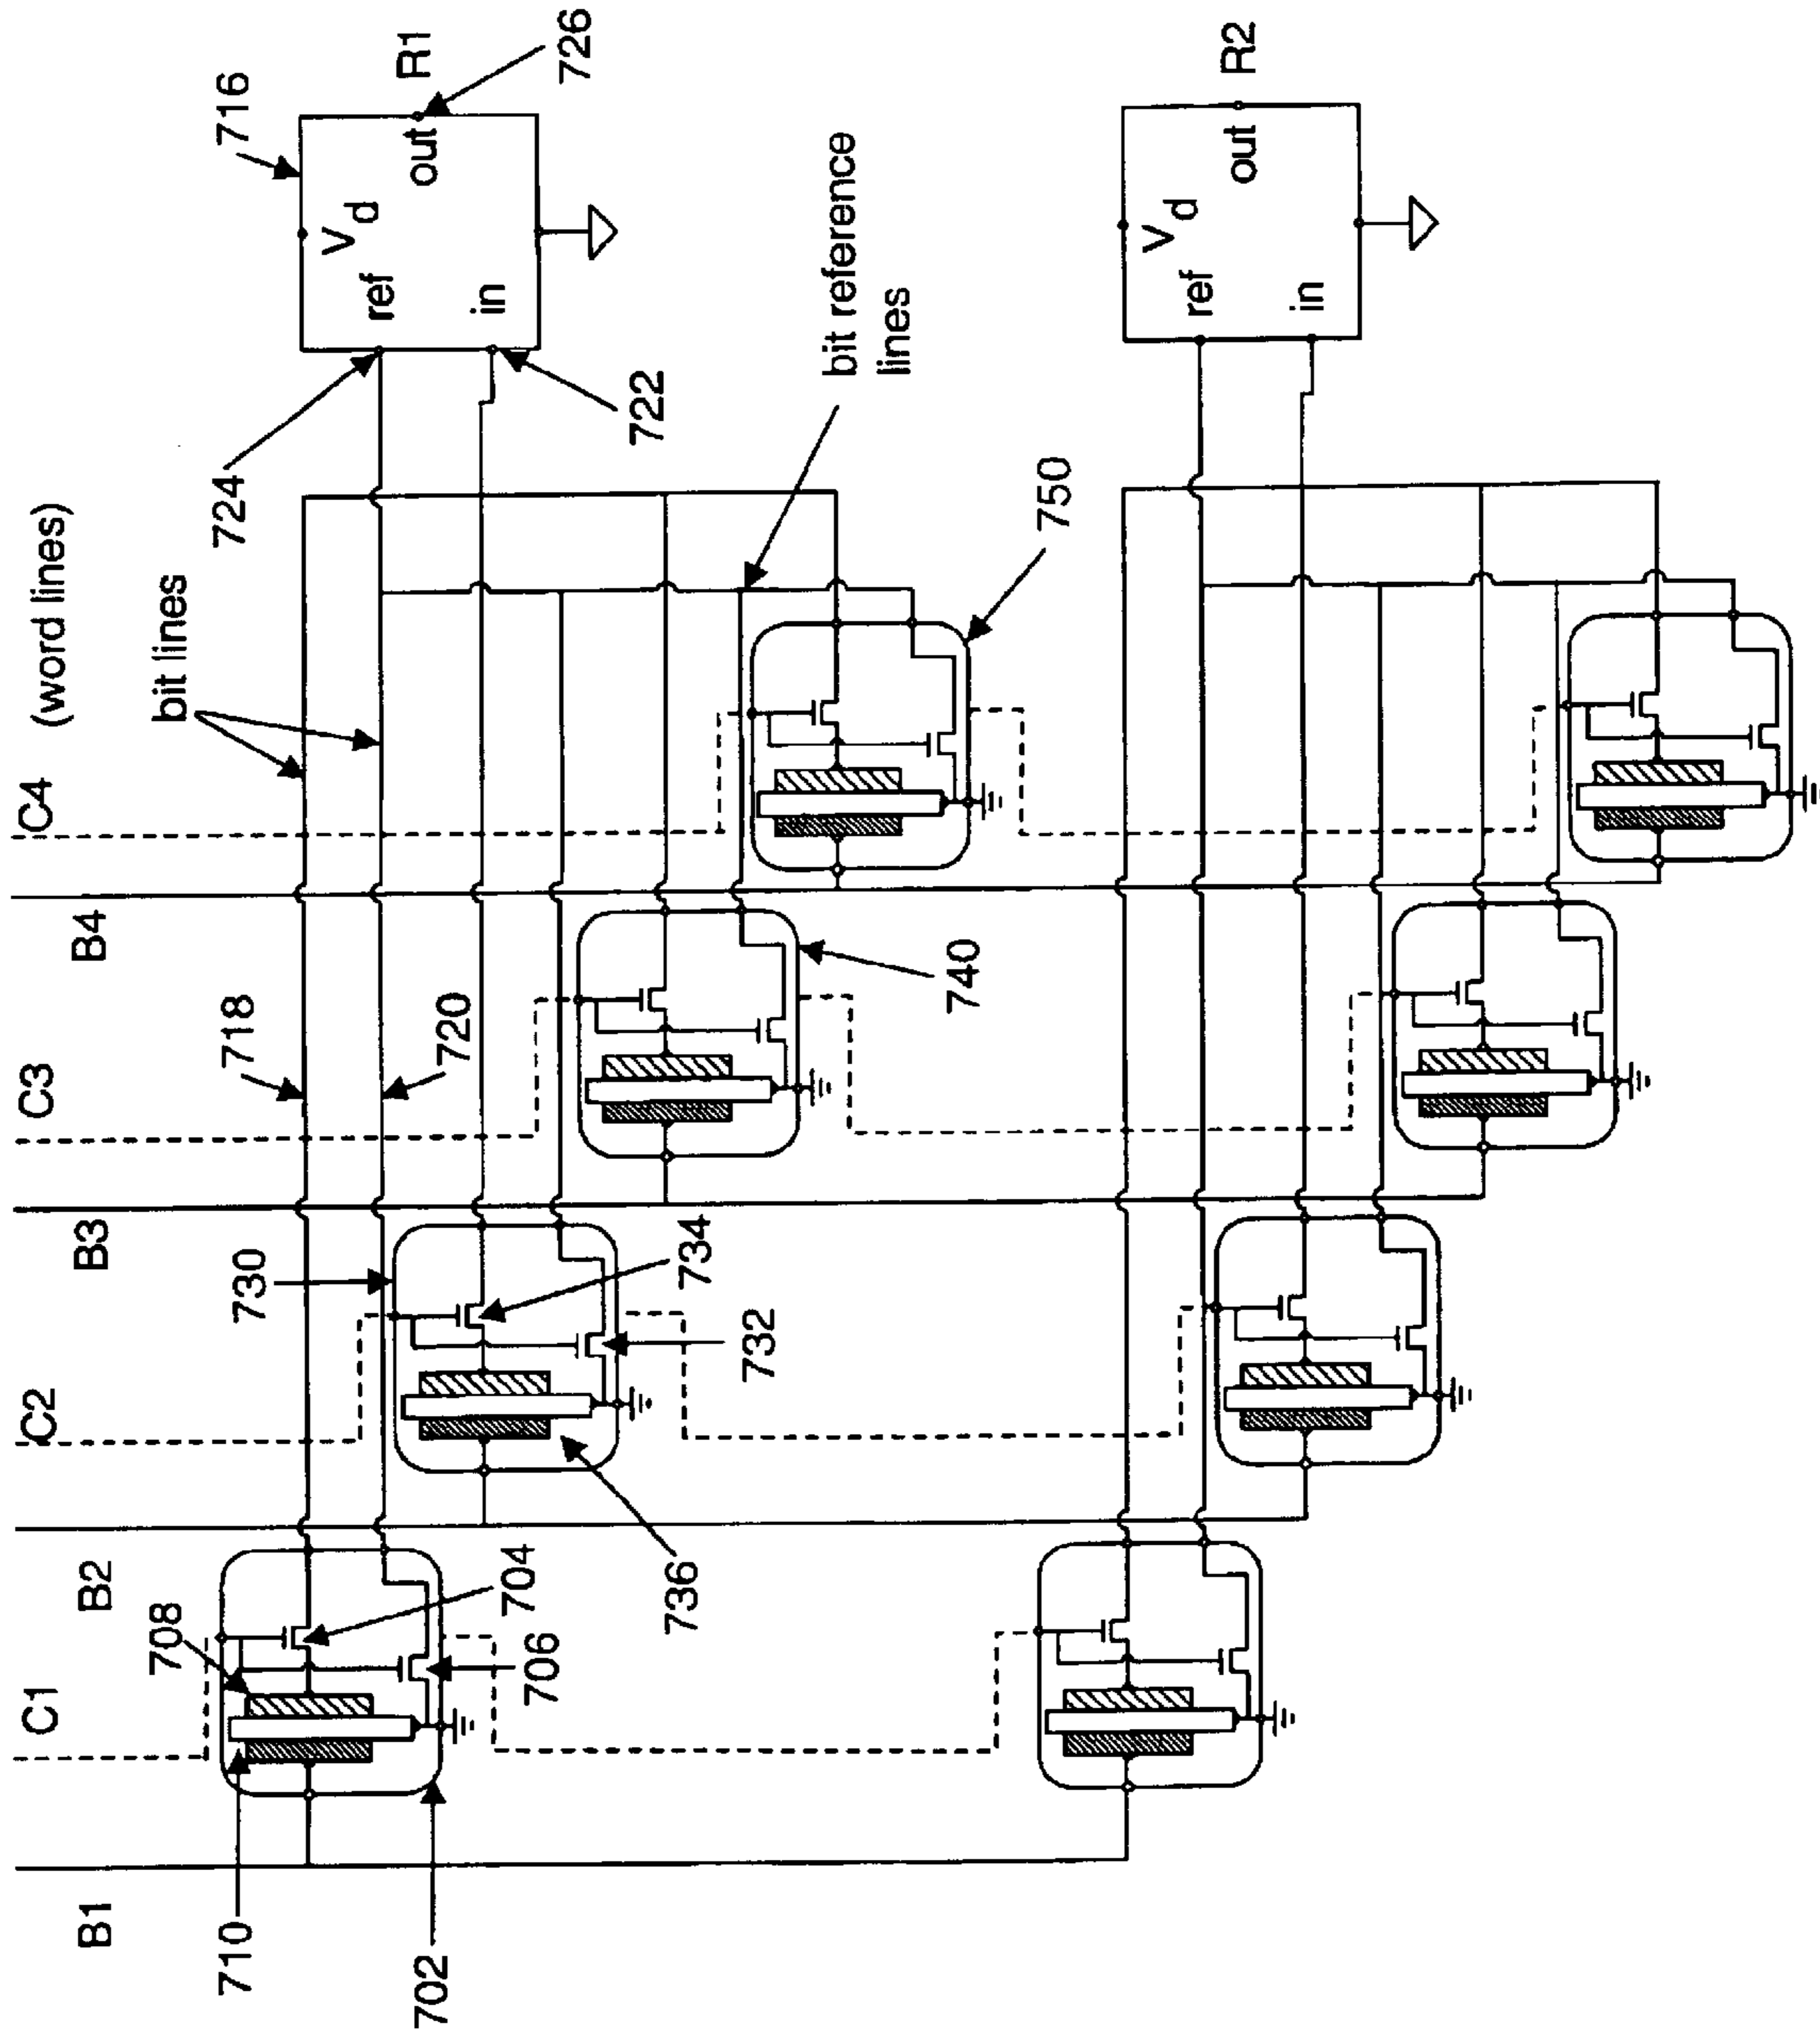 C1
C2
C3
C4
(word lines)
B1
B2
B3
B4
bit lines
708
710
702
704
706
730
734
732
736
718
720
740
750
724
722
716
V
d
ref
in
out
R1
726
bit reference
lines
V
d
ref
in
out
R2